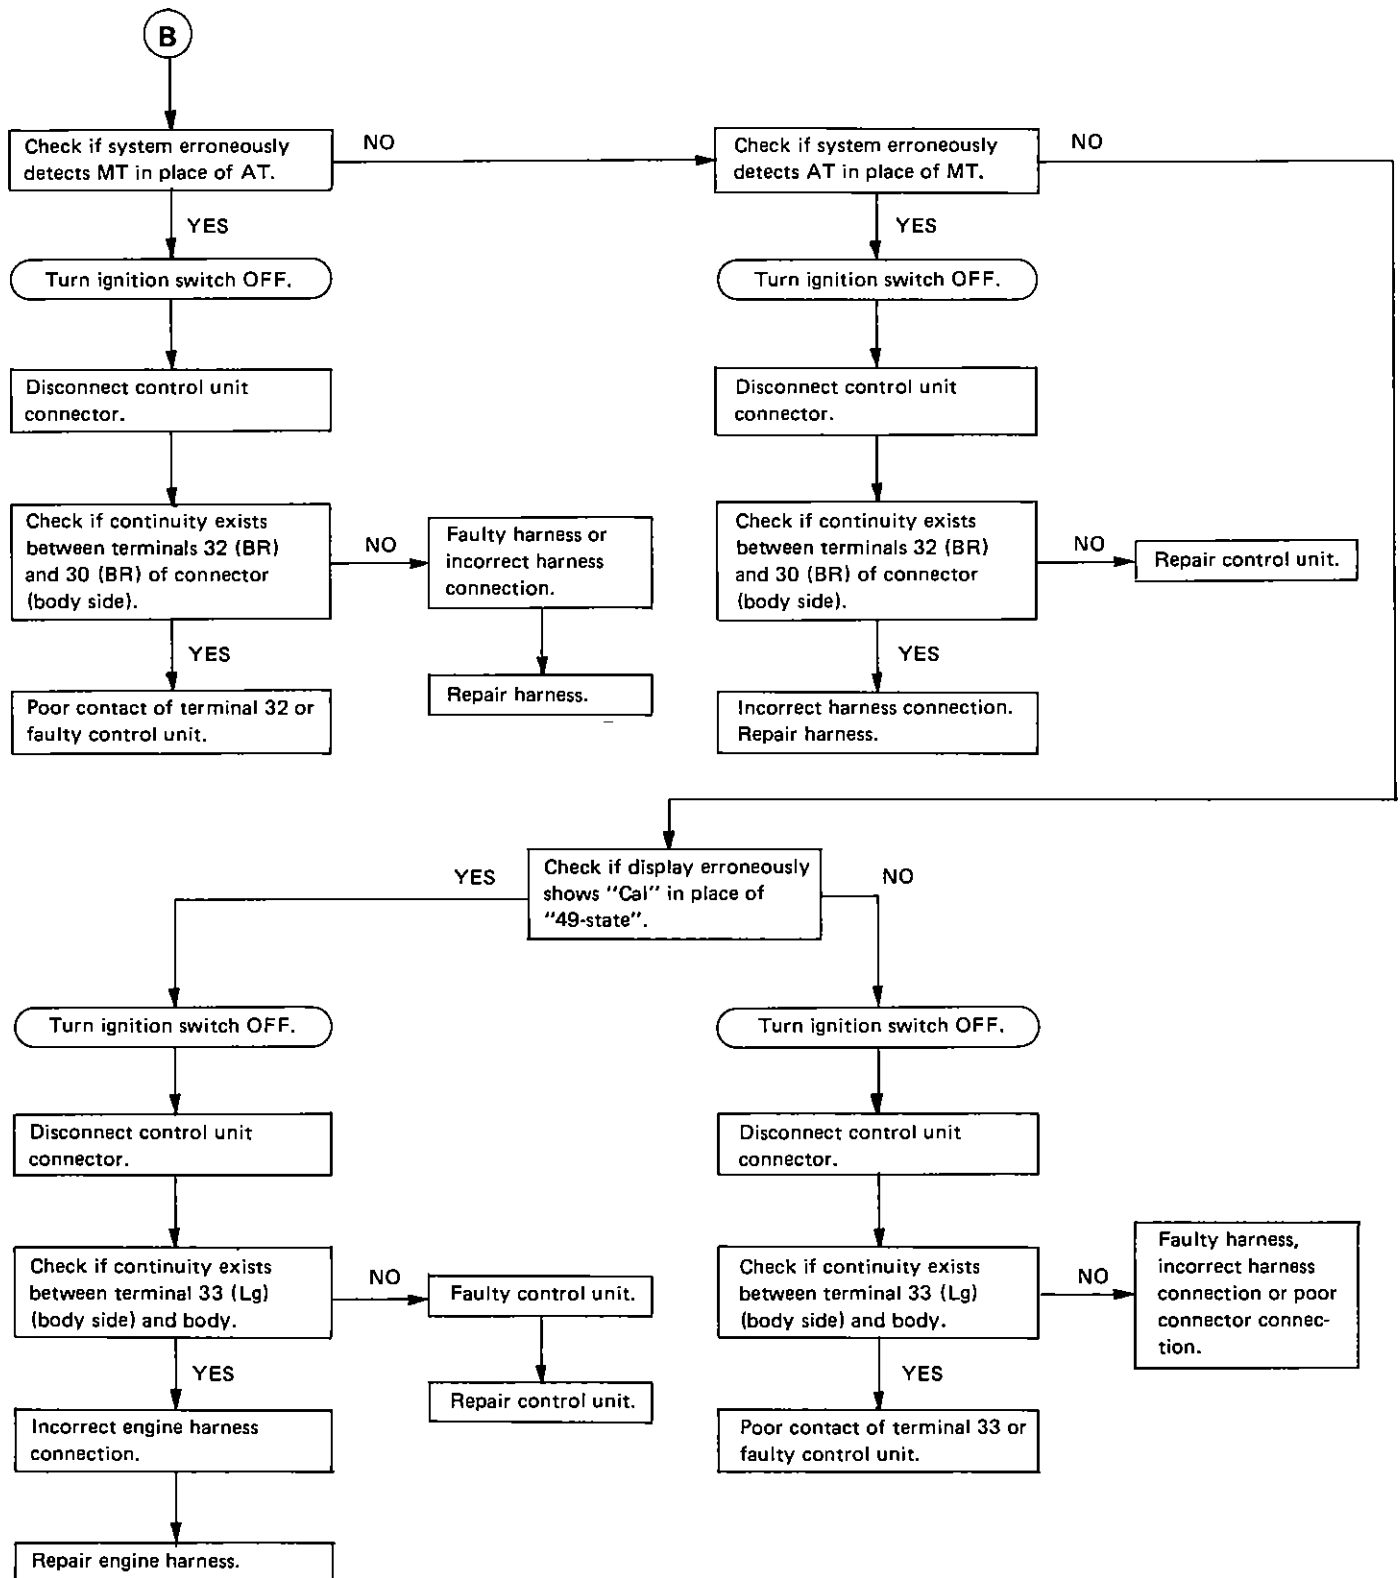 B
Check if system erroneously
detects MT in place of AT.
NO
Check if system erroneously
detects AT in place of MT.
NO
YES
YES
Turn ignition switch OFF.
Turn ignition switch OFF.
Disconnect control unit
connector.
Disconnect control unit
connector.
Check if continuity exists
between terminals 32 (BR)
and 30 (BR) of connector
(body side).
NO
Faulty harness or
incorrect harness
connection.
Check if continuity exists
between terminals 32 (BR)
and 30 (BR) of connector
(body side).
NO
Repair control unit.
YES
YES
Repair harness.
Poor contact of terminal 32 or
faulty control unit.
Incorrect harness connection.
Repair harness.
YES
Check if display erroneously
shows "Cal" in place of
"49-state".
NO
Turn ignition switch OFF.
Turn ignition switch OFF.
Disconnect control unit
connector.
Disconnect control unit
connector.
Check if continuity exists
between terminal 33 (Lg)
(body side) and body.
NO
Faulty control unit.
Check if continuity exists
between terminal 33 (Lg)
(body side) and body.
NO
Faulty harness,
incorrect harness
connection or poor
connector connec-
tion.
YES
YES
Repair control unit.
Incorrect engine harness
connection.
Poor contact of terminal 33 or
faulty control unit.
Repair engine harness.